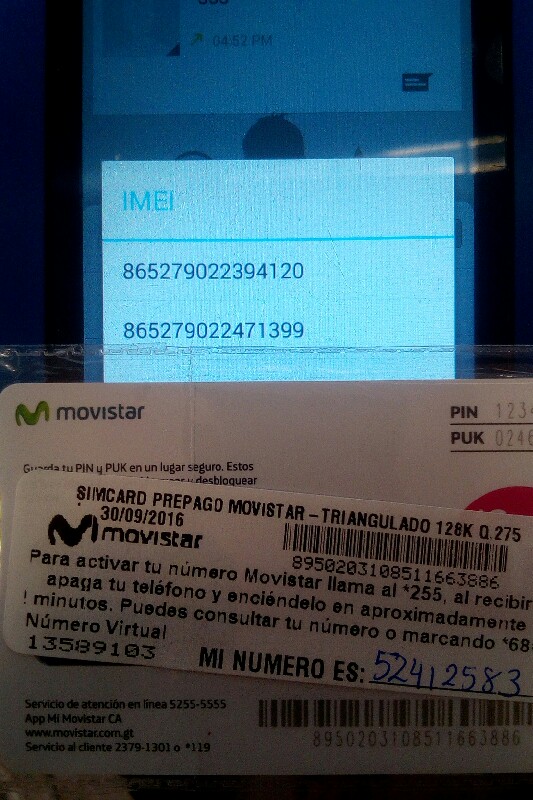 04:52 PM
IMEI
865279022394120
865279022471399
movistar
PIN 1234
PUK 0246
Guarda tu PIN y PUK en un lugar seguro. Estos
desbloquear
SIMCARD PREPAGO MOVISTAR - TRIANGULADO 128K Q.275
30/09/2016
movistar
8950203108511663886
Para activar tu número Movistar llama al *255, al recibir
apaga tu teléfono y enciéndelo en aproximadamente
! minutos. Puedes consultar tu número o marcando *68
Número Virtual
13589103
MI NUMERO ES: 52412583
Servicio de atención en línea 5255-5555
App Mi Movistar CA
www.movistar.com.gt
Servicio al cliente 2379-1301 o *119
8950203108511663886